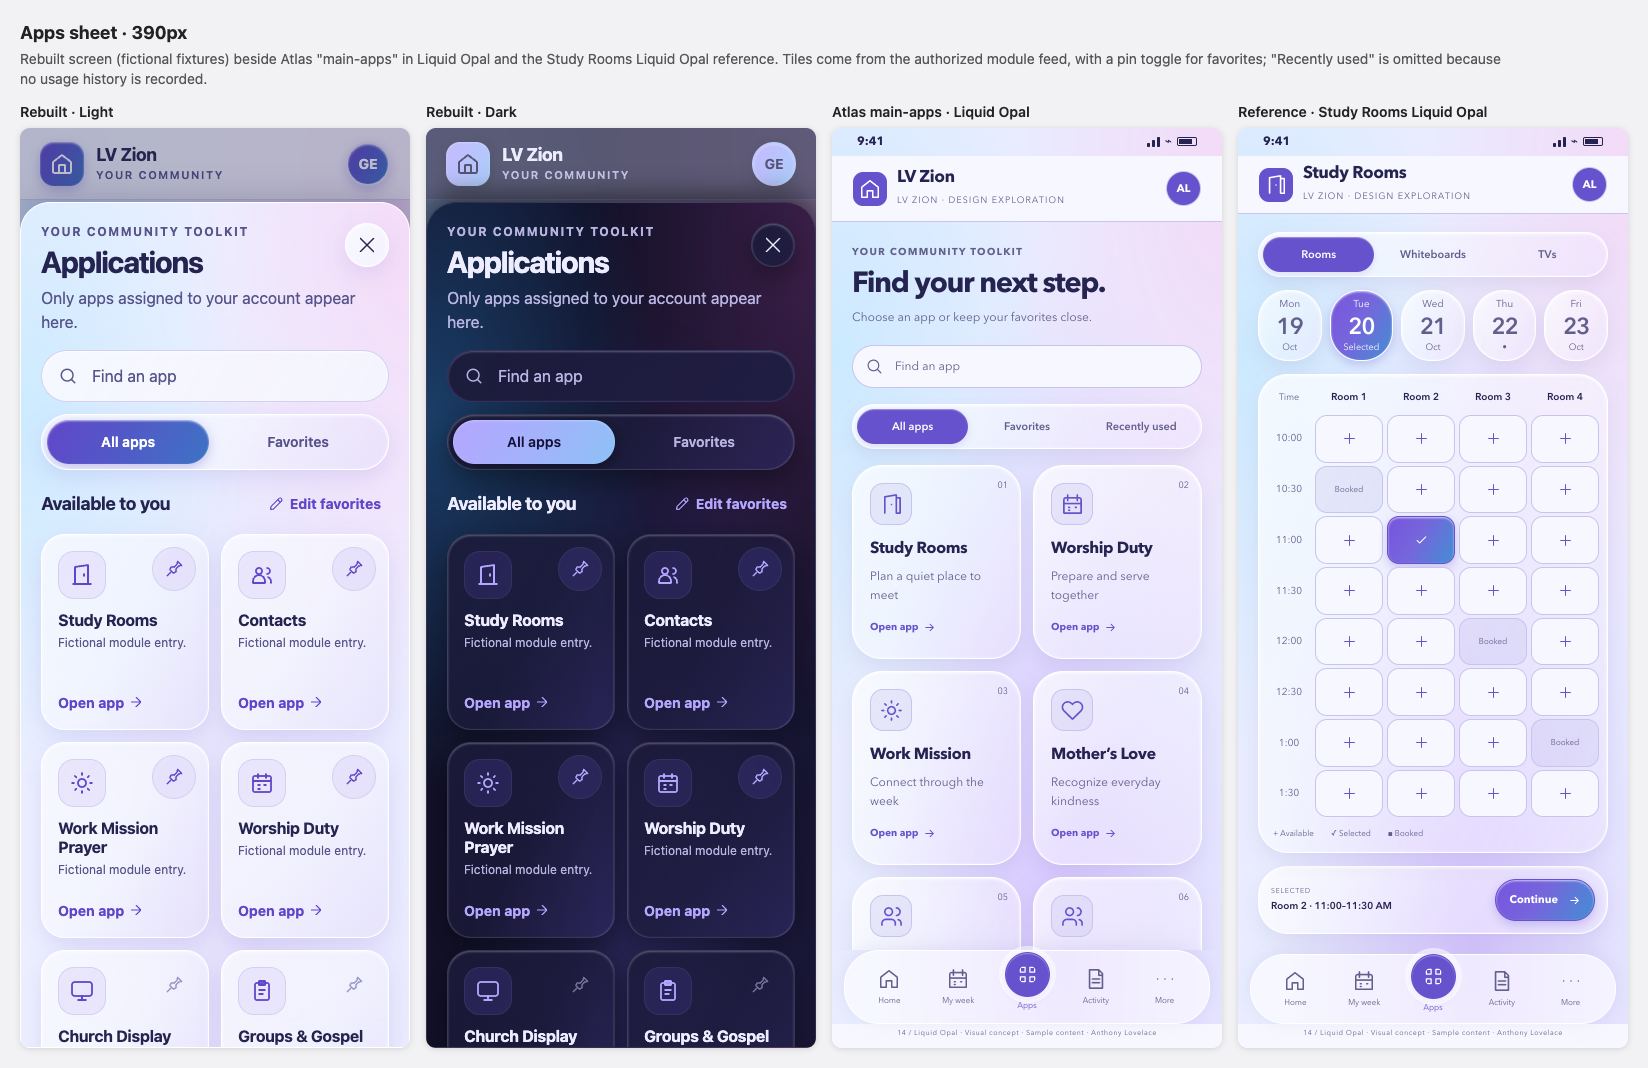 Apps sheet · 390px
Rebuilt screen (fictional fixtures) beside Atlas "main-apps" in Liquid Opal and the Study Rooms Liquid Opal reference. Tiles come from the authorized module feed, with a pin toggle for favorites; "Recently used" is omitted because
no usage history is recorded.
Rebuilt · Light
LV Zion
YOUR COMMUNITY
GE
YOUR COMMUNITY TOOLKIT
Applications
Only apps assigned to your account appear
here.
Find an app
All apps
Favorites
Available to you
Edit favorites
Study Rooms
Fictional module entry.
Open app →
Contacts
Fictional module entry.
Open app →
Work Mission
Prayer
Fictional module entry.
Open app →
Worship Duty
Fictional module entry.
Open app →
Church Display
Groups & Gospel
Rebuilt · Dark
LV Zion
YOUR COMMUNITY
GE
YOUR COMMUNITY TOOLKIT
Applications
Only apps assigned to your account appear
here.
Find an app
All apps
Favorites
Available to you
Edit favorites
Study Rooms
Fictional module entry.
Open app →
Contacts
Fictional module entry.
Open app →
Work Mission
Prayer
Fictional module entry.
Open app →
Worship Duty
Fictional module entry.
Open app →
Church Display
Groups & Gospel
Atlas main-apps · Liquid Opal
9:41
LV Zion
LV ZION · DESIGN EXPLORATION
AL
YOUR COMMUNITY TOOLKIT
Find your next step.
Choose an app or keep your favorites close.
Find an app
All apps
Favorites
Recently used
01
Study Rooms
Plan a quiet place to
meet
Open app →
02
Worship Duty
Prepare and serve
together
Open app →
03
Work Mission
Connect through the
week
Open app →
04
Mother’s Love
Recognize everyday
kindness
Open app →
05
06
Home
My week
Apps
Activity
More
14 / Liquid Opal · Visual concept · Sample content · Anthony Lovelace
Reference · Study Rooms Liquid Opal
9:41
Study Rooms
LV ZION · DESIGN EXPLORATION
AL
Rooms
Whiteboards
TVs
Mon
19
Oct
Tue
20
Selected
Wed
21
Oct
Thu
22
•
Fri
23
Oct
Time Room 1 Room 2 Room 3 Room 4
10:00 + + + +
10:30 Booked + + +
11:00 + ✓ + +
11:30 + + + +
12:00 + + Booked +
12:30 + + + +
1:00 + + + Booked
1:30 + + + +
+ Available ✓ Selected ■ Booked
SELECTED
Room 2 · 11:00–11:30 AM
Continue →
Home
My week
Apps
Activity
More
14 / Liquid Opal · Visual concept · Sample content · Anthony Lovelace